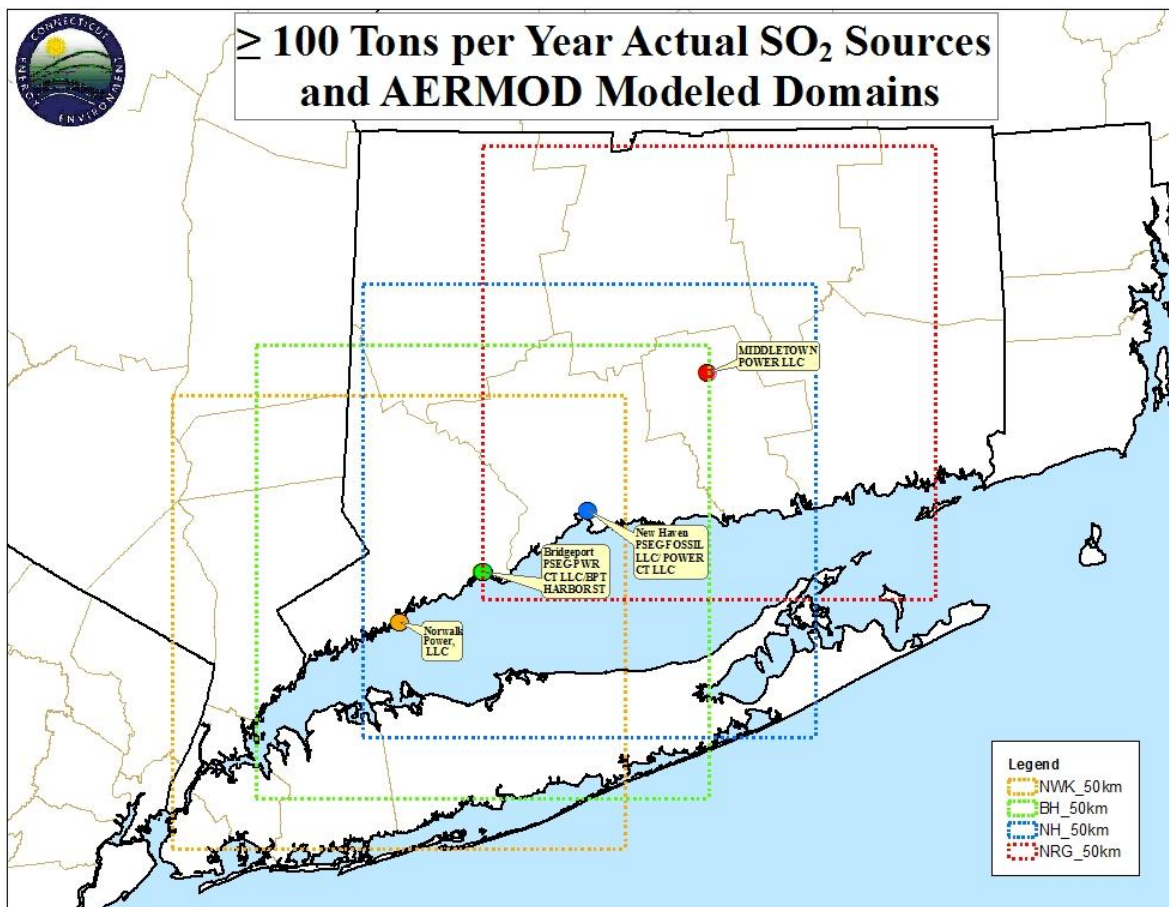 CONNECTICUT
ENERGY
ENVIRONMENT
≥ 100 Tons per Year Actual SO₂ Sources
and AERMOD Modeled Domains
MIDDLETOWN
POWER LLC
New Haven
PSEG FOSSIL
LLC/ POWER
CT LLC
Bridgeport
PSEG PWR
CT LLC/BPT
HARBOR ST
Norwalk
Power,
LLC
Legend
NWK_50km
BH_50km
NH_50km
NRG_50km